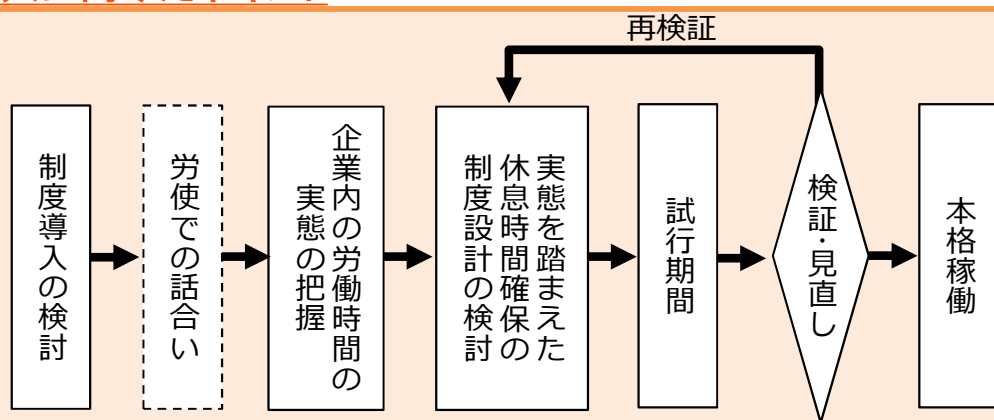 再検証
制度導入の検討
労使での話合い
企業内の労働時間の
実態の把握
実態を踏まえた
休息時間確保の
制度設計の検討
試行期間
検証・見直し
本格稼働